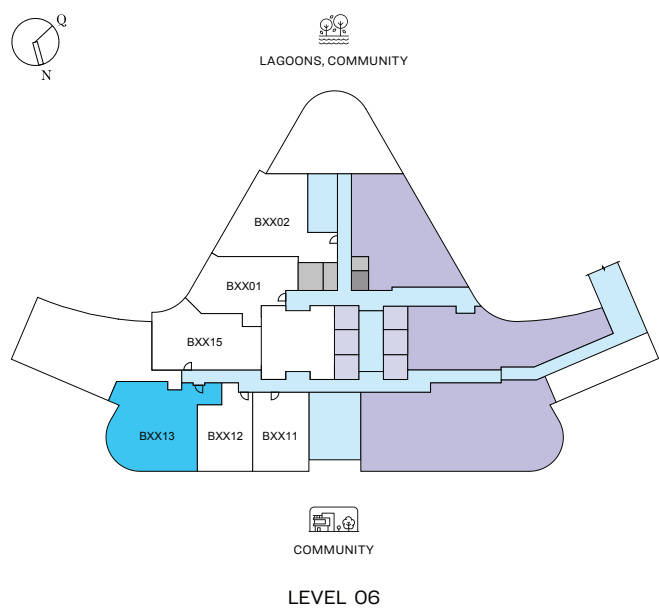 Q
N
LAGOONS, COMMUNITY
BXX02
BXX01
BXX15
BXX13
BXX12
BXX11
COMMUNITY
LEVEL 06